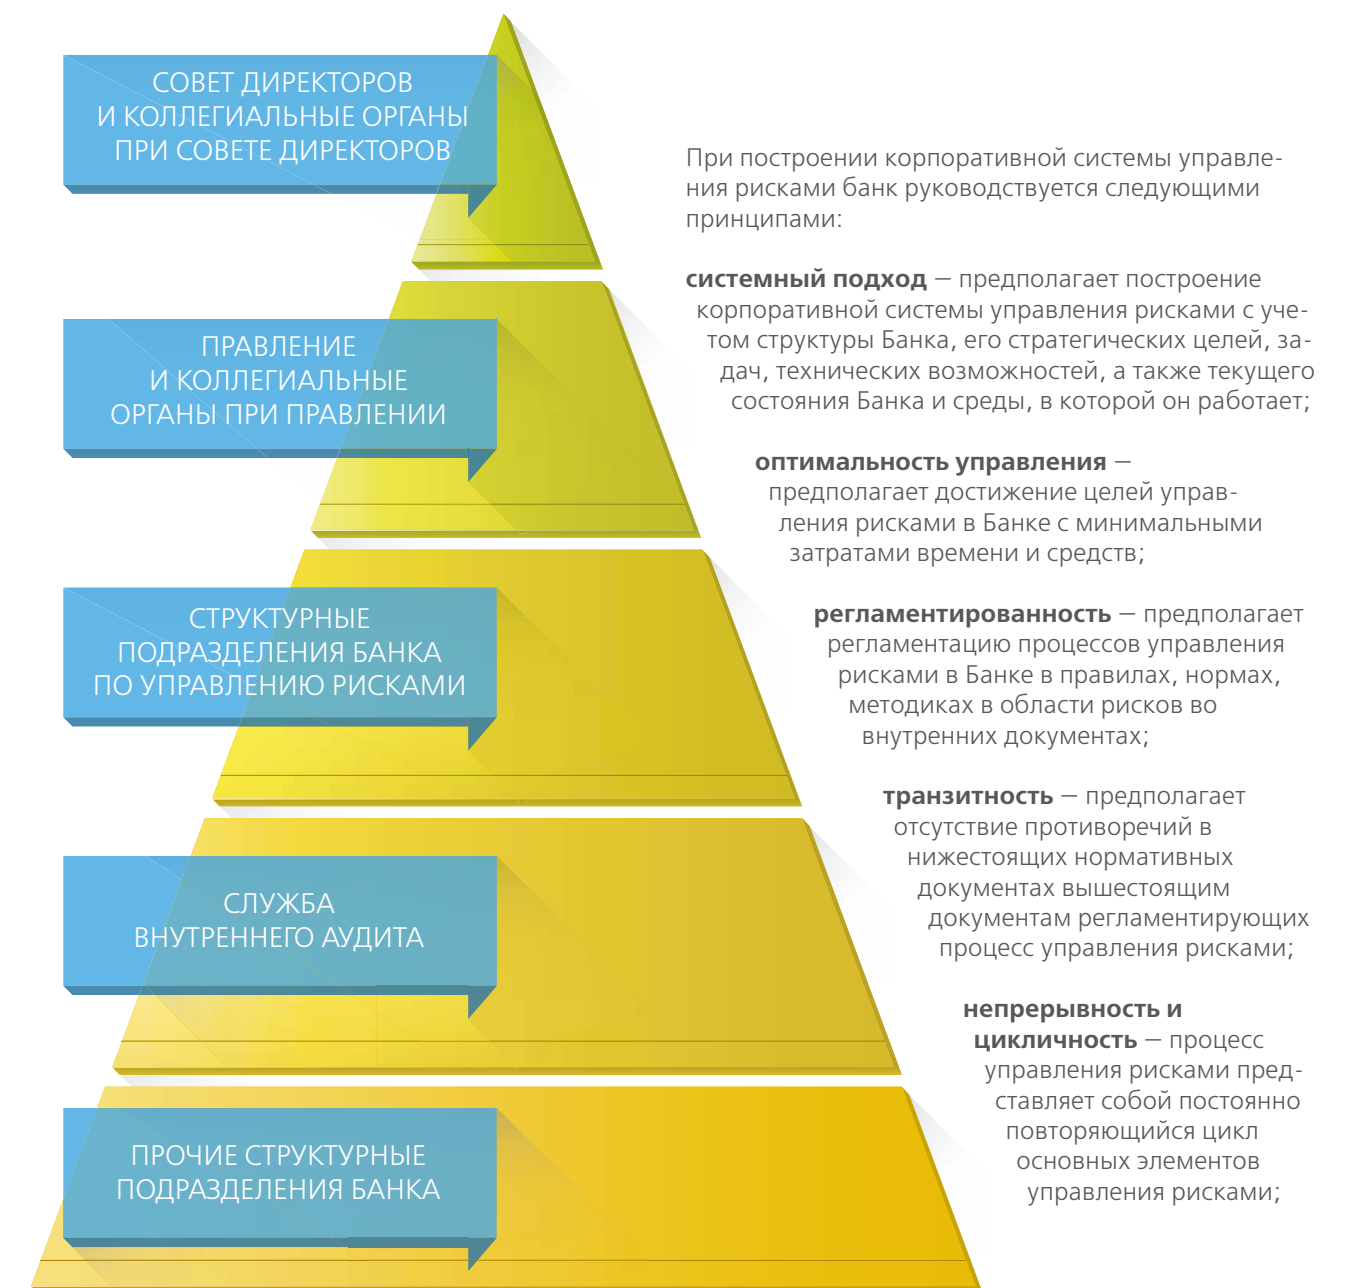 СОВЕТ ДИРЕКТОРОВ
И КОЛЛЕГИАЛЬНЫЕ ОРГАНЫ
ПРИ СОВЕТЕ ДИРЕКТОРОВ
ПРАВЛЕНИЕ
И КОЛЛЕГИАЛЬНЫЕ
ОРГАНЫ ПРИ ПРАВЛЕНИИ
СТРУКТУРНЫЕ
ПОДРАЗДЕЛЕНИЯ БАНКА
ПО УПРАВЛЕНИЮ РИСКАМИ
СЛУЖБА
ВНУТРЕННЕГО АУДИТА
ПРОЧИЕ СТРУКТУРНЫЕ
ПОДРАЗДЕЛЕНИЯ БАНКА
При построении корпоративной системы управле-
ния рисками банк руководствуется следующими
принципами:
системный подход — предполагает построение
корпоративной системы управления рисками с уче-
том структуры Банка, его стратегических целей, за-
дач, технических возможностей, а также текущего
состояния Банка и среды, в которой он работает;
оптимальность управления —
предполагает достижение целей управ-
ления рисками в Банке с минимальными
затратами времени и средств;
регламентированность — предполагает
регламентацию процессов управления
рисками в Банке в правилах, нормах,
методиках в области рисков во
внутренних документах;
транзитность — предполагает
отсутствие противоречий в
нижестоящих нормативных
документах вышестоящим
документам регламентирующих
процесс управления рисками;
непрерывность и
цикличность — процесс
управления рисками пред-
ставляет собой постоянно
повторяющийся цикл
основных элементов
управления рисками;